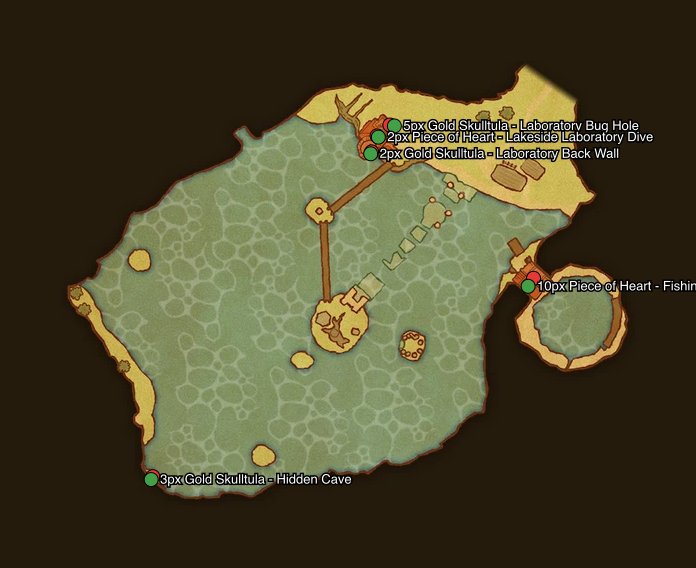 5px Gold Skulltula - Laboratory Bug Hole
2px Piece of Heart - Lakeside Laboratory Dive
2px Gold Skulltula - Laboratory Back Wall
10px Piece of Heart - Fishin
3px Gold Skulltula - Hidden Cave